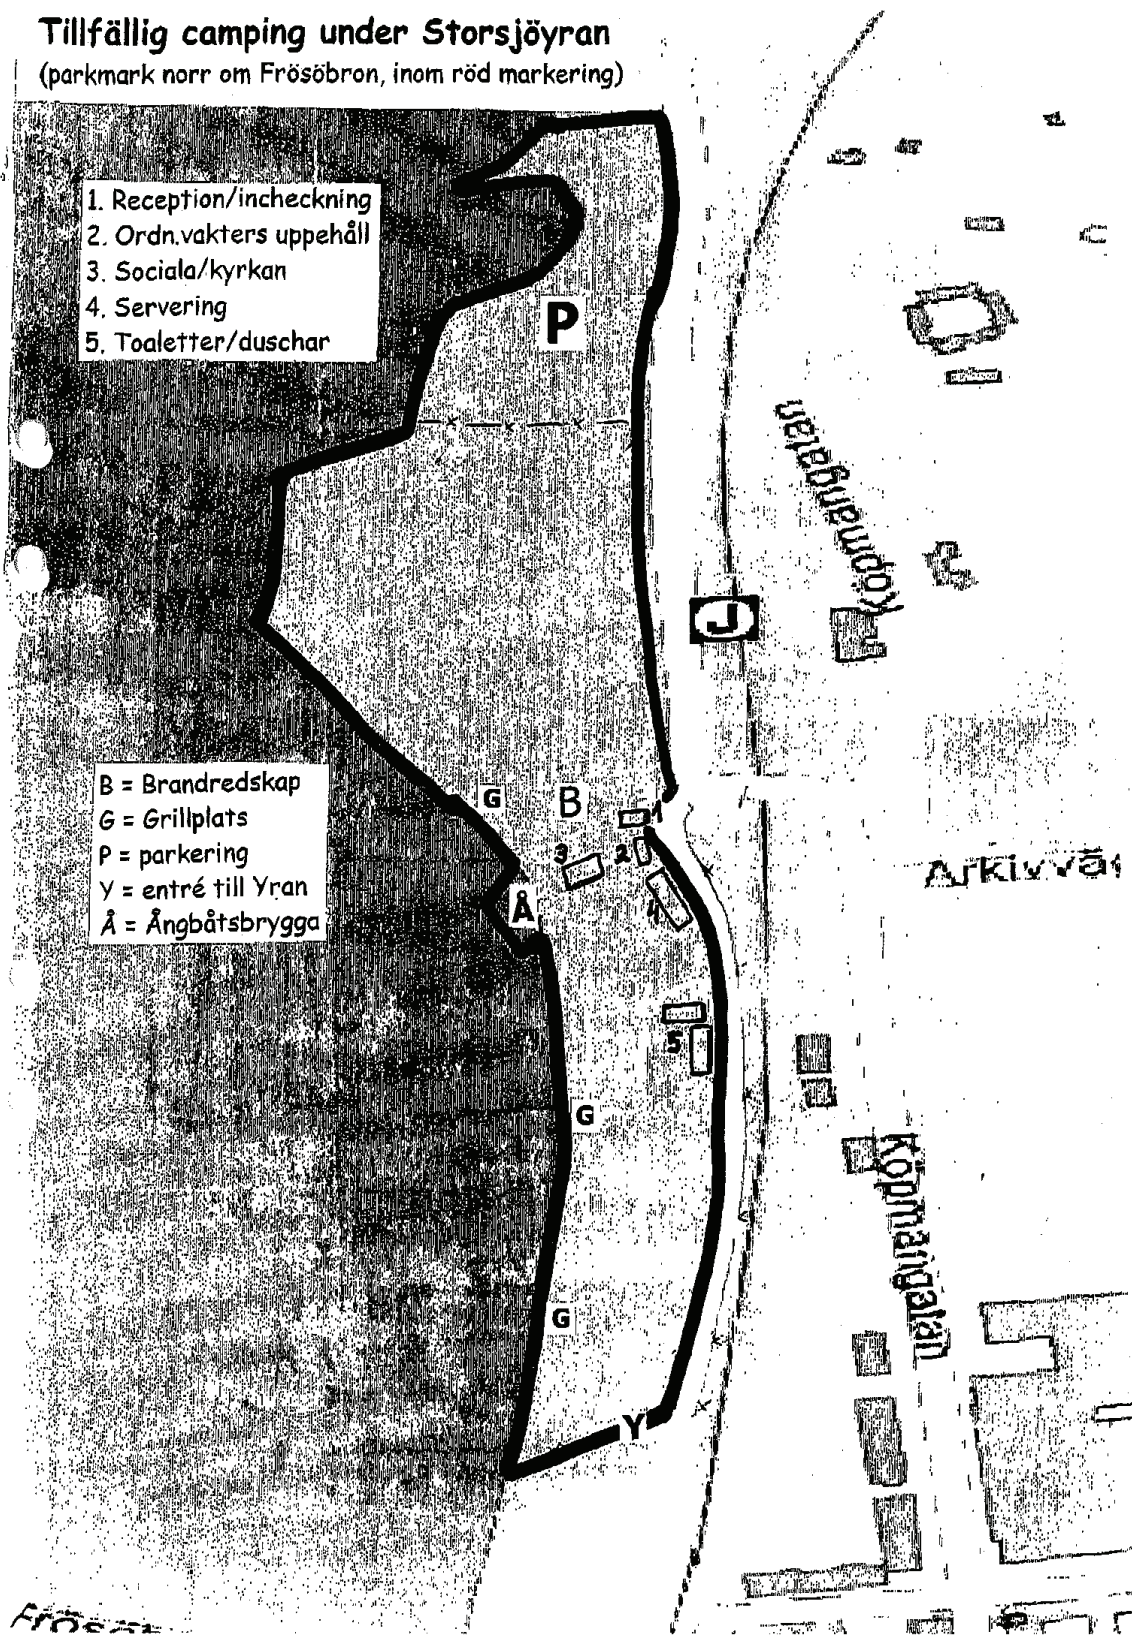 Tillfällig camping under Storsjöyran
(parkmark norr om Frösöbron, inom röd markering)
1. Reception/incheckning
2. Ordn.vakters uppehåll
3. Sociala/kyrkan
4. Servering
5. Toaletter/duschar
P
Köpmangatan
J
B = Brandredskap
G = Grillplats
P = parkering
Y = entré till Yran
Å = Ångbåtsbrygga
G
B
1
3
2
Å
4
5
G
Köpmangatan
G
Y